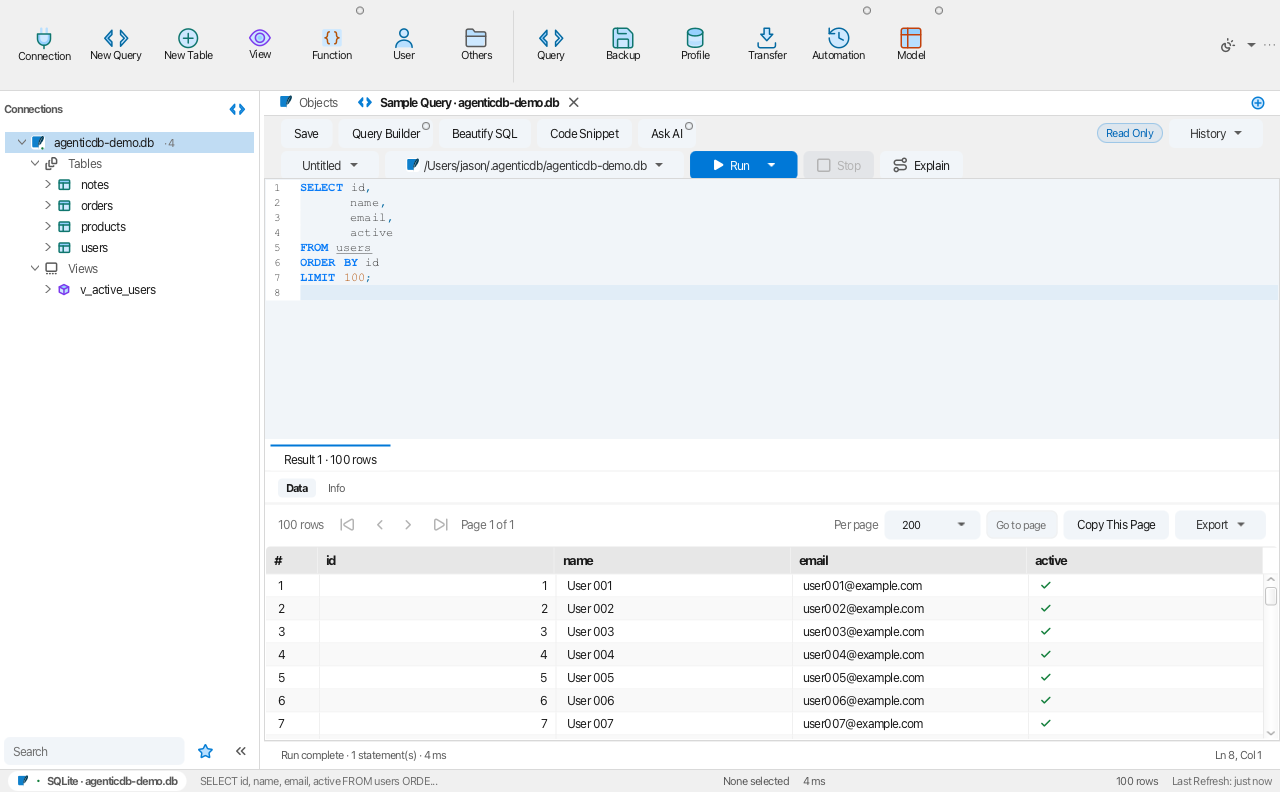 Connection New Query New Table View Function User Others Query Backup Profile Transfer Automation Model ···
Connections
agenticdb-demo.db · 4
Tables
notes
orders
products
users
Views
v_active_users
Search
Objects Sample Query · agenticdb-demo.db
Save Query Builder Beautify SQL Code Snippet Ask AI Read Only History
Untitled /Users/jason/.agenticdb/agenticdb-demo.db Run Stop Explain
1 SELECT id,
2 name,
3 email,
4 active
5 FROM users
6 ORDER BY id
7 LIMIT 100;
8
Result 1 · 100 rows
Data Info
100 rows Page 1 of 1 Per page 200 Go to page Copy This Page Export
# id name email active
1 1 User 001 user001@example.com
2 2 User 002 user002@example.com
3 3 User 003 user003@example.com
4 4 User 004 user004@example.com
5 5 User 005 user005@example.com
6 6 User 006 user006@example.com
7 7 User 007 user007@example.com
Run complete · 1 statement(s) · 4 ms Ln 8, Col 1
SQLite · agenticdb-demo.db SELECT id, name, email, active FROM users ORDE... None selected 4 ms 100 rows Last Refresh: just now